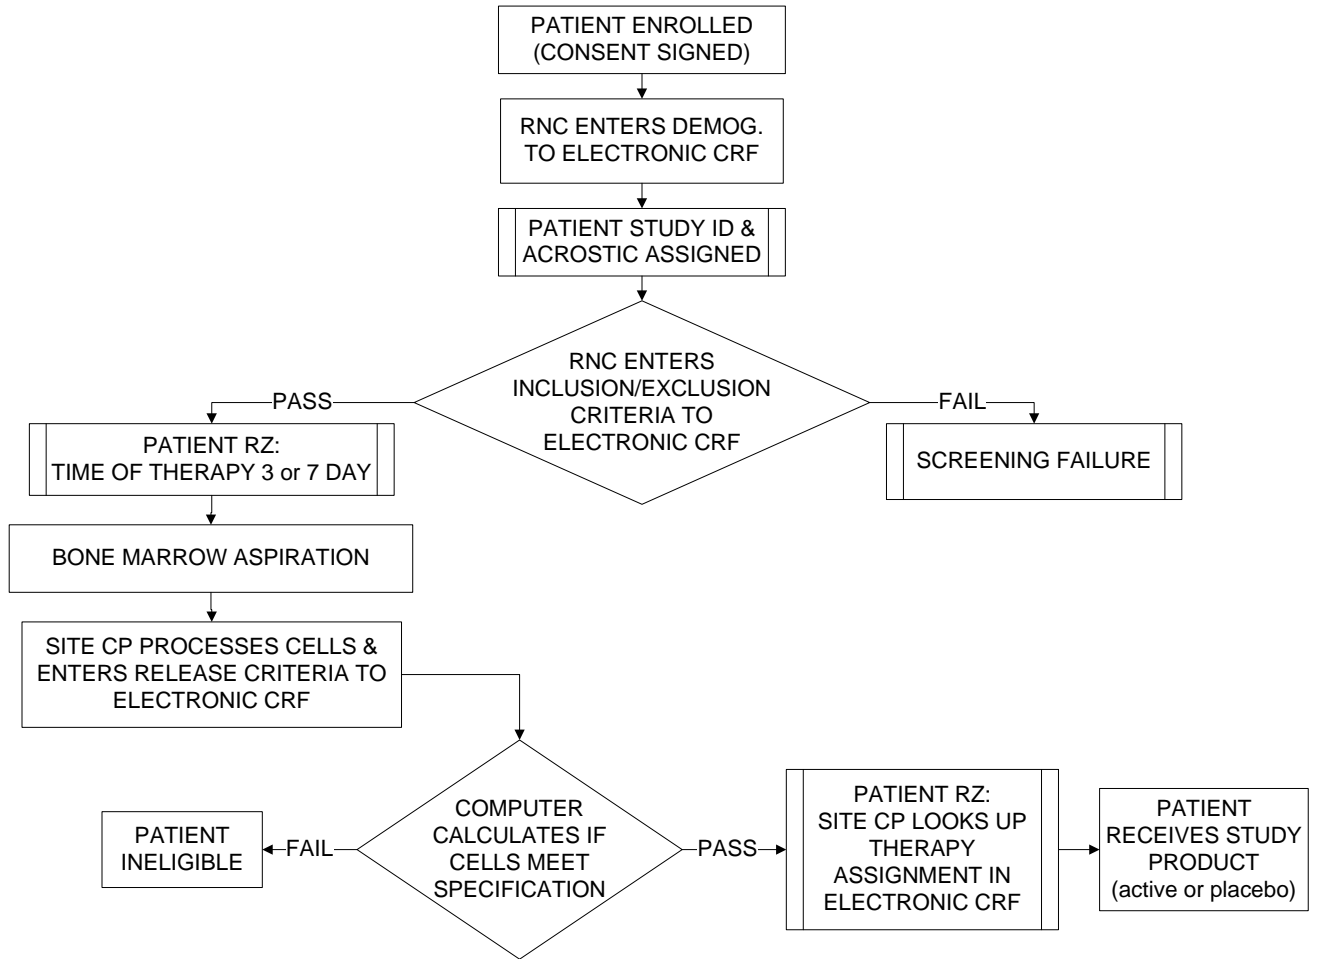 PATIENT ENROLLED
(CONSENT SIGNED)
RNC ENTERS DEMOG.
TO ELECTRONIC CRF
PATIENT STUDY ID &
ACROSTIC ASSIGNED
RNC ENTERS
INCLUSION/EXCLUSION
CRITERIA TO
ELECTRONIC CRF
PASS
FAIL
PATIENT RZ:
TIME OF THERAPY 3 or 7 DAY
SCREENING FAILURE
BONE MARROW ASPIRATION
SITE CP PROCESSES CELLS &
ENTERS RELEASE CRITERIA TO
ELECTRONIC CRF
COMPUTER
CALCULATES IF
CELLS MEET
SPECIFICATION
FAIL
PATIENT
INELIGIBLE
PASS
PATIENT RZ:
SITE CP LOOKS UP
THERAPY
ASSIGNMENT IN
ELECTRONIC CRF
PATIENT
RECEIVES STUDY
PRODUCT
(active or placebo)